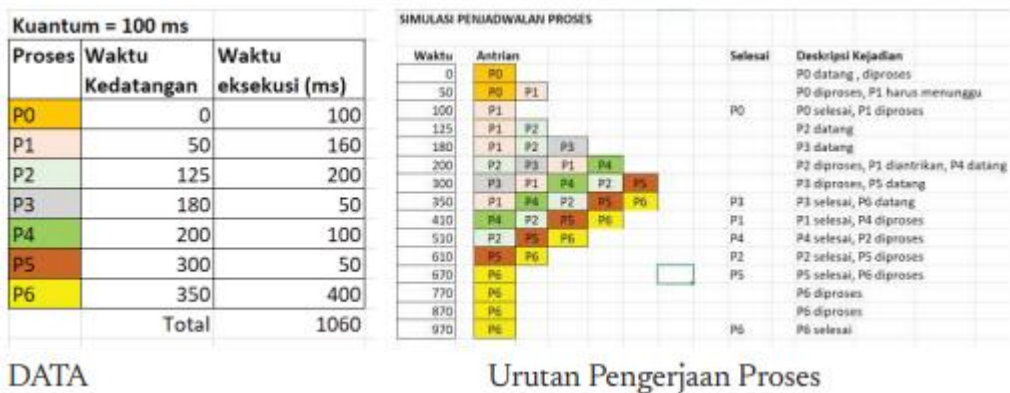 Kuantum = 100 ms
Proses Waktu Kedatangan Waktu eksekusi (ms)
P0 0 100
P1 50 160
P2 125 200
P3 180 50
P4 200 100
P5 300 50
P6 350 400
Total 1060
DATA
SIMULASI PENJADWALAN PROSES
Waktu Antrian Selesai Deskripsi Kejadian
0 P0 P0 datang , diproses
50 P0 P1 P0 diproses, P1 harus menunggu
100 P1 P0 P0 selesai, P1 diproses
125 P1 P2 P2 datang
180 P1 P2 P3 P3 datang
200 P2 P3 P1 P4 P2 diproses, P1 diantrikan, P4 datang
300 P3 P1 P4 P2 P5 P3 diproses, P5 datang
350 P1 P4 P2 P5 P6 P3 P3 selesai, P6 datang
410 P4 P2 P5 P6 P1 P1 selesai, P4 diproses
510 P2 P5 P6 P4 P4 selesai, P2 diproses
610 P5 P6 P2 P2 selesai, P5 diproses
670 P6 P5 P5 selesai, P6 diproses
770 P6 P6 diproses
870 P6 P6 diproses
970 P6 P6 P6 selesai
Urutan Pengerjaan Proses